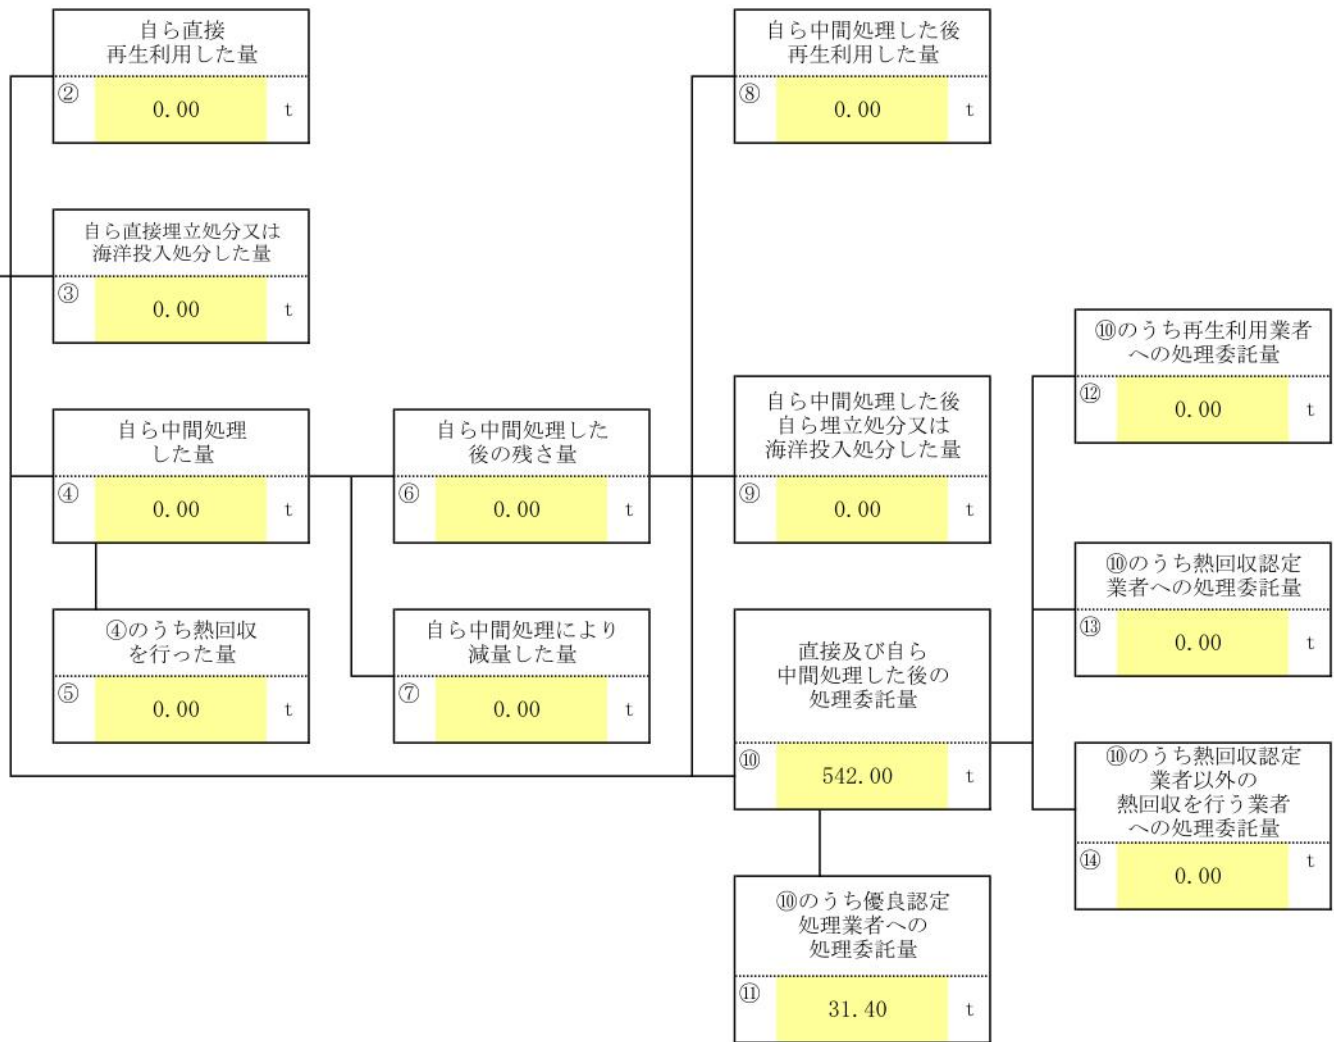 自ら直接
再生利用した量
② 0.00 t
自ら直接埋立処分又は
海洋投入処分した量
③ 0.00 t
自ら中間処理
した量
④ 0.00 t
④のうち熱回収
を行った量
⑤ 0.00 t
自ら中間処理した
後の残さ量
⑥ 0.00 t
自ら中間処理により
減量した量
⑦ 0.00 t
自ら中間処理した後
再生利用した量
⑧ 0.00 t
自ら中間処理した後
自ら埋立処分又は
海洋投入処分した量
⑨ 0.00 t
直接及び自ら
中間処理した後の
処理委託量
⑩ 542.00 t
⑩のうち優良認定
処理業者への
処理委託量
⑪ 31.40 t
⑩のうち再生利用業者
への処理委託量
⑫ 0.00 t
⑩のうち熱回収認定
業者への処理委託量
⑬ 0.00 t
⑩のうち熱回収認定
業者以外の
熱回収を行う業者
への処理委託量
⑭ 0.00 t